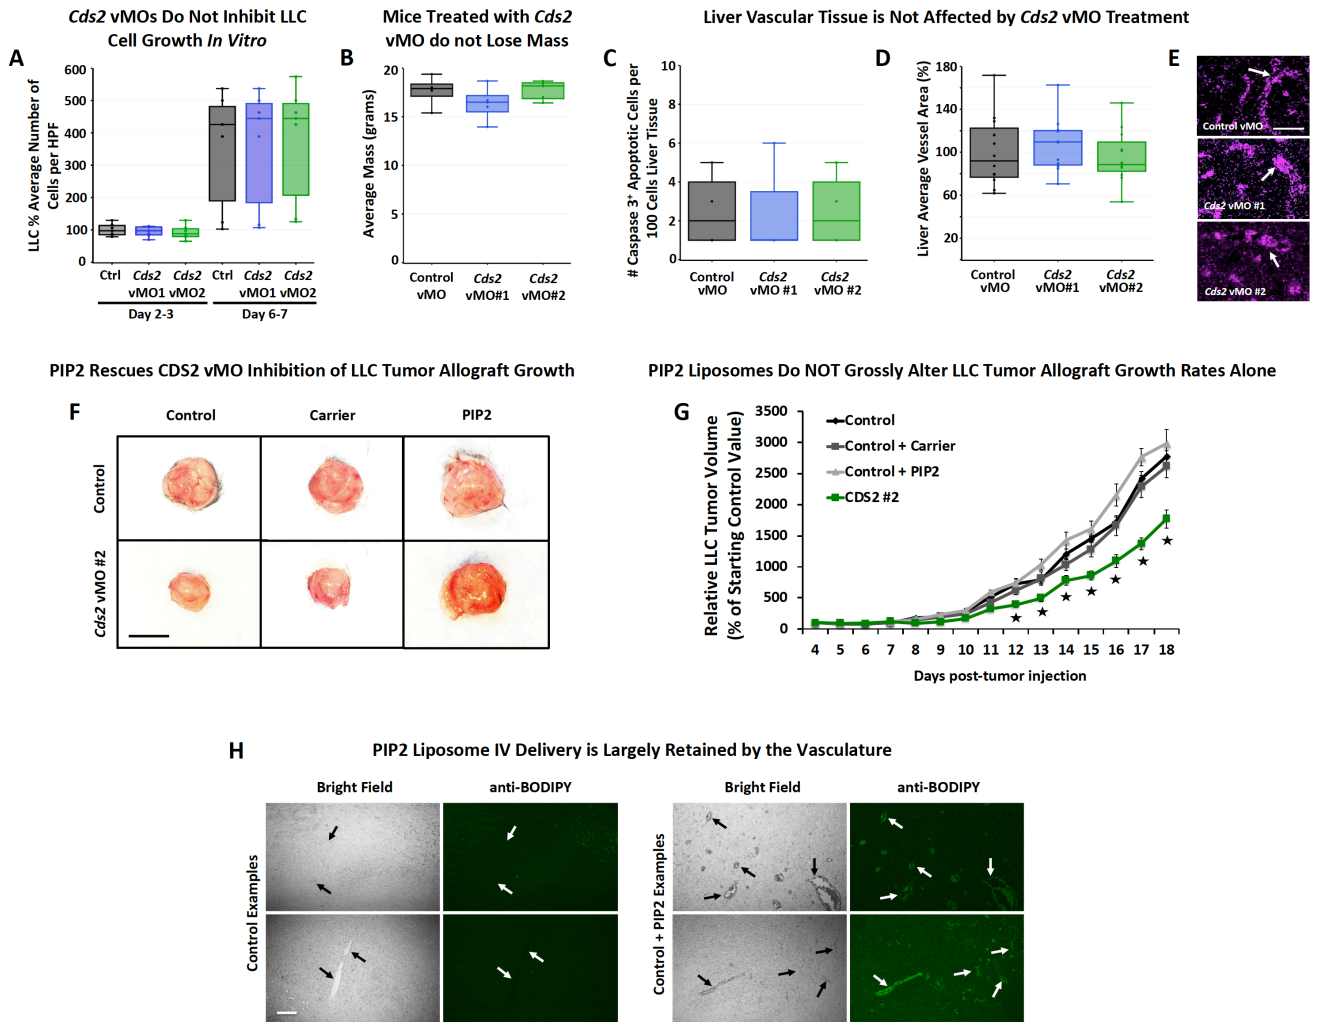 Cds2 vMOs Do Not Inhibit LLC
Cell Growth In Vitro
Mice Treated with Cds2
vMO do not Lose Mass
Liver Vascular Tissue is Not Affected by Cds2 vMO Treatment
A
LLC % Average Number of
Cells per HPF
600
500
400
300
200
100
0
Ctrl
Cds2
vMO1
Cds2
vMO2
Ctrl
Cds2
vMO1
Cds2
vMO2
Day 2-3
Day 6-7
B
Average Mass (grams)
20
15
10
5
0
Control
vMO
Cds2
vMO#1
Cds2
vMO#2
C
# Caspase 3+ Apoptotic Cells per
100 Cells Liver Tissue
10
8
6
4
2
0
Control
vMO
Cds2
vMO #1
Cds2
vMO #2
D
Liver Average Vessel Area (%)
180
140
100
60
20
Control
vMO
Cds2
vMO#1
Cds2
vMO#2
E
Control vMO
Cds2 vMO #1
Cds2 vMO #2
PIP2 Rescues CDS2 vMO Inhibition of LLC Tumor Allograft Growth
F
Control
Carrier
PIP2
Control
Cds2 vMO #2
PIP2 Liposomes Do NOT Grossly Alter LLC Tumor Allograft Growth Rates Alone
G
Relative LLC Tumor Volume
(% of Starting Control Value)
3500
3000
2500
2000
1500
1000
500
0
Control
Control + Carrier
Control + PIP2
CDS2 #2
4 5 6 7 8 9 10 11 12 13 14 15 16 17 18
Days post-tumor injection
H
PIP2 Liposome IV Delivery is Largely Retained by the Vasculature
Bright Field
anti-BODIPY
Bright Field
anti-BODIPY
Control Examples
Control + PIP2 Examples